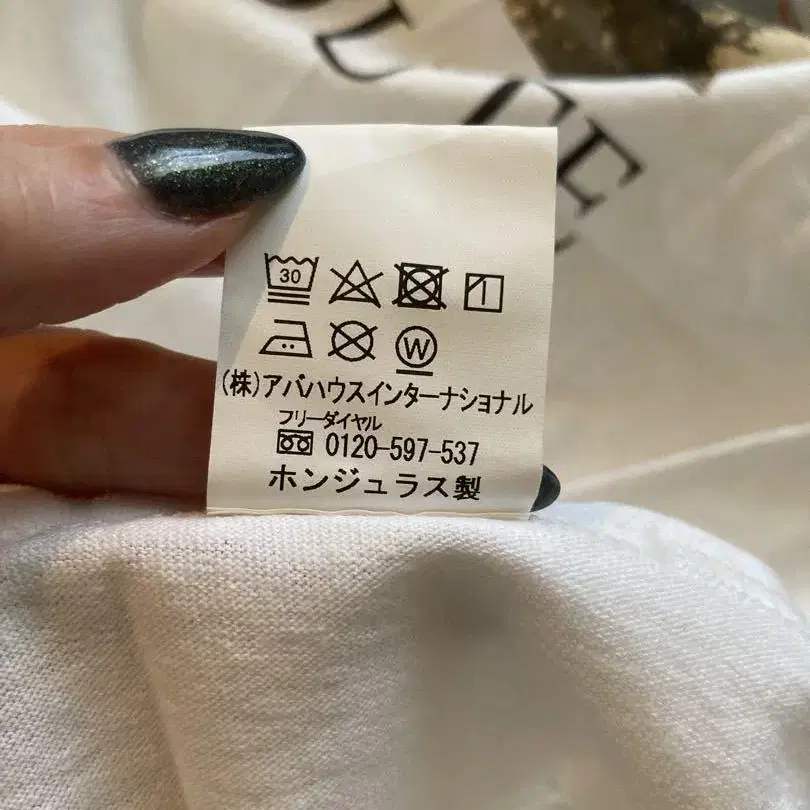 30
W
(株)アバハウスインターナショナル
フリーダイヤル
0120-597-537
ホンジュラス製